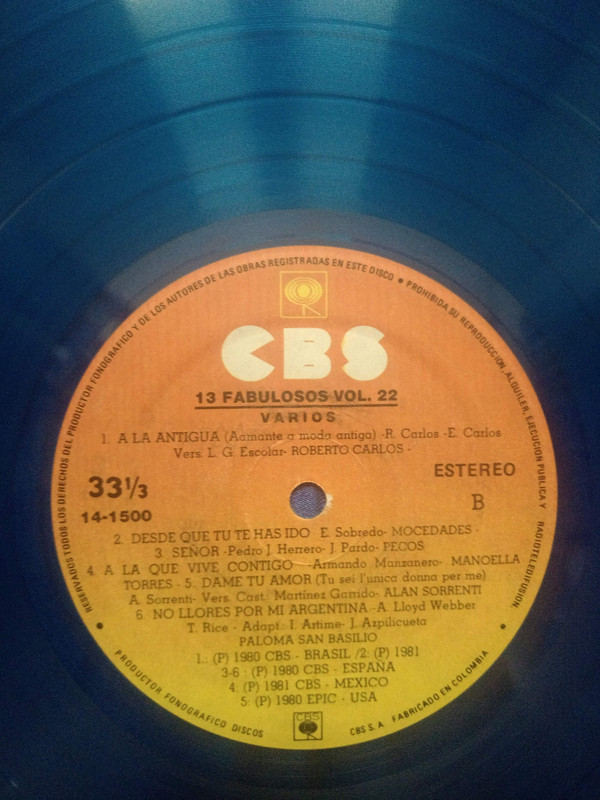 RESERVADOS TODOS LOS DERECHOS DEL PRODUCTOR FONOGRAFICO Y DE LOS AUTORES DE LAS OBRAS REGISTRADAS EN ESTE DISCO • PROHIBIDA SU REPRODUCCION, ALQUILER, EJECUCION PUBLICA Y RADIOTELEDIFUSION •
CBS
13 FABULOSOS VOL. 22
VARIOS
1. A LA ANTIGUA (Aamante a moda antiga) -R. Carlos -E. Carlos
Vers. L. G. Escolar- ROBERTO CARLOS -
33 1/3
ESTEREO
14-1500
B
2. DESDE QUE TU TE HAS IDO E. Sobredo- MOCEDADES -
3. SEÑOR -Pedro J. Herrero- J. Pardo- PECOS
4. A LA QUE VIVE CONTIGO -Armando Manzanero- MANOELLA
TORRES - 5. DAME TU AMOR (Tu sei l'unica donna per me)
A. Sorrenti- Vers. Cast. Martinez Garrido- ALAN SORRENTI
6. NO LLORES POR MI ARGENTINA -A. Lloyd Webber
T. Rice - Adapt.: I. Artime- J. Azpilicueta
PALOMA SAN BASILIO
1.: (P) 1980 CBS - BRASIL /2: (P) 1981
3-6 : (P) 1980 CBS - ESPAÑA
4: (P) 1981 CBS - MEXICO
5: (P) 1980 EPIC - USA
CBS
PRODUCTOR FONOGRAFICO DISCOS CBS S. A. FABRICADO EN COLOMBIA